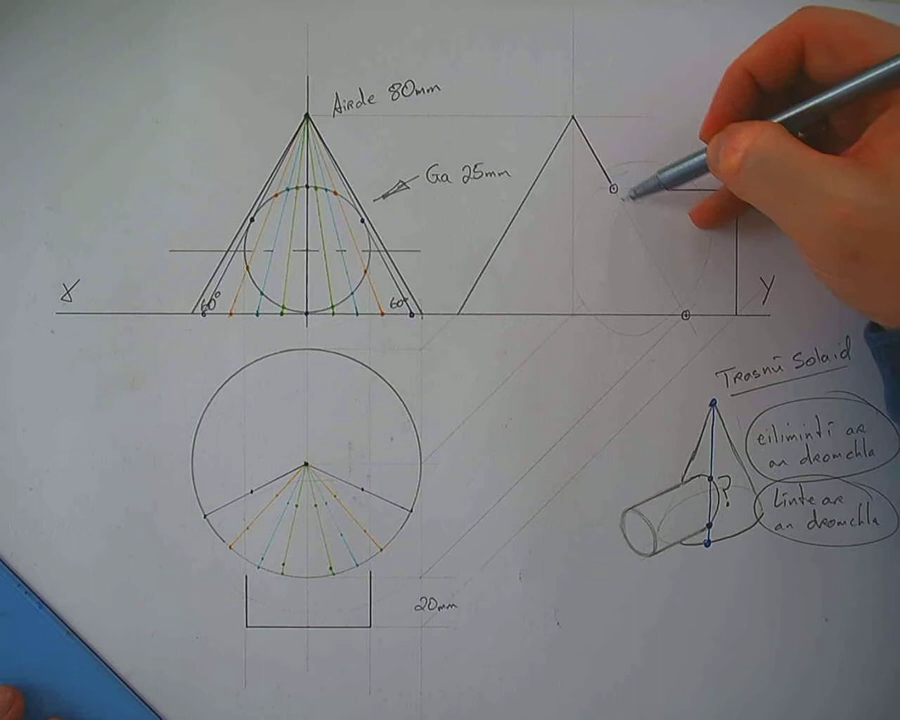 Airde 80mm
Ga 25mm
60° 60°
X Y
Trasnú Solaid
eilimintí ar
an dromchla
?
Línte ar
an dromchla
20mm